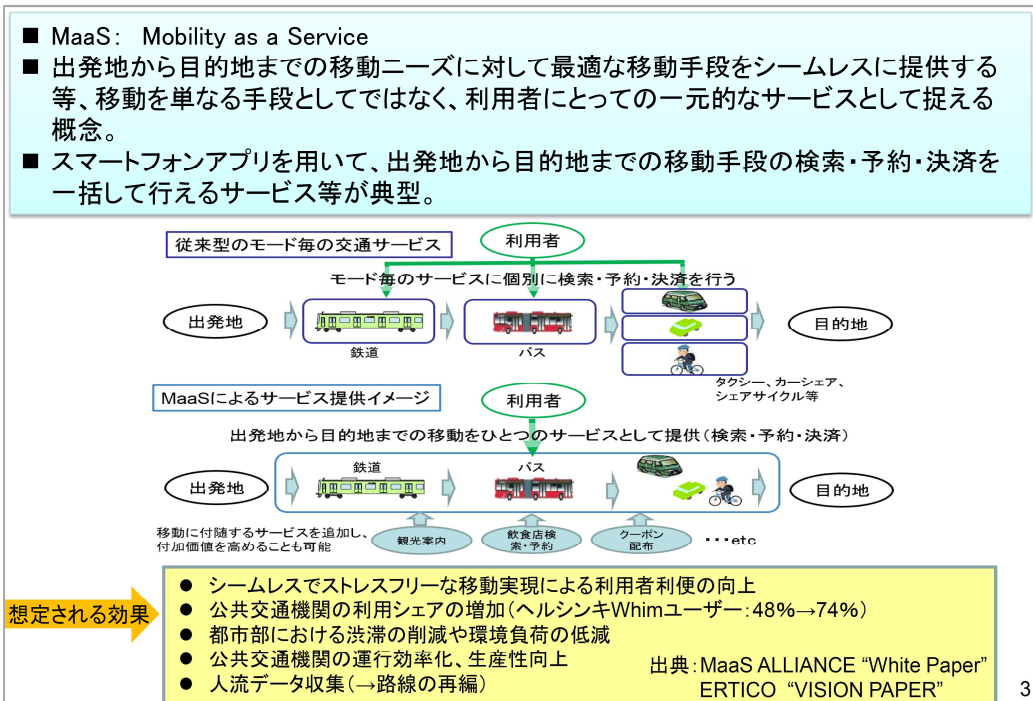 ■ MaaS: Mobility as a Service
■ 出発地から目的地までの移動ニーズに対して最適な移動手段をシームレスに提供する
等、移動を単なる手段としてではなく、利用者にとっての一元的なサービスとして捉える
概念。
■ スマートフォンアプリを用いて、出発地から目的地までの移動手段の検索・予約・決済を
一括して行えるサービス等が典型。
従来型のモード毎の交通サービス
利用者
モード毎のサービスに個別に検索・予約・決済を行う
出発地
鉄道
バス
タクシー、カーシェア、
シェアサイクル等
目的地
MaaSによるサービス提供イメージ
利用者
出発地から目的地までの移動をひとつのサービスとして提供(検索・予約・決済)
出発地
鉄道
バス
目的地
移動に付随するサービスを追加し、
付加価値を高めることも可能
観光案内
飲食店検
索・予約
クーポン
配布
・・・etc
想定される効果
● シームレスでストレスフリーな移動実現による利用者利便の向上
● 公共交通機関の利用シェアの増加(ヘルシンキWhimユーザー:48%→74%)
● 都市部における渋滞の削減や環境負荷の低減
● 公共交通機関の運行効率化、生産性向上
● 人流データ収集(→路線の再編)
出典:MaaS ALLIANCE “White Paper”
ERTICO “VISION PAPER”
3